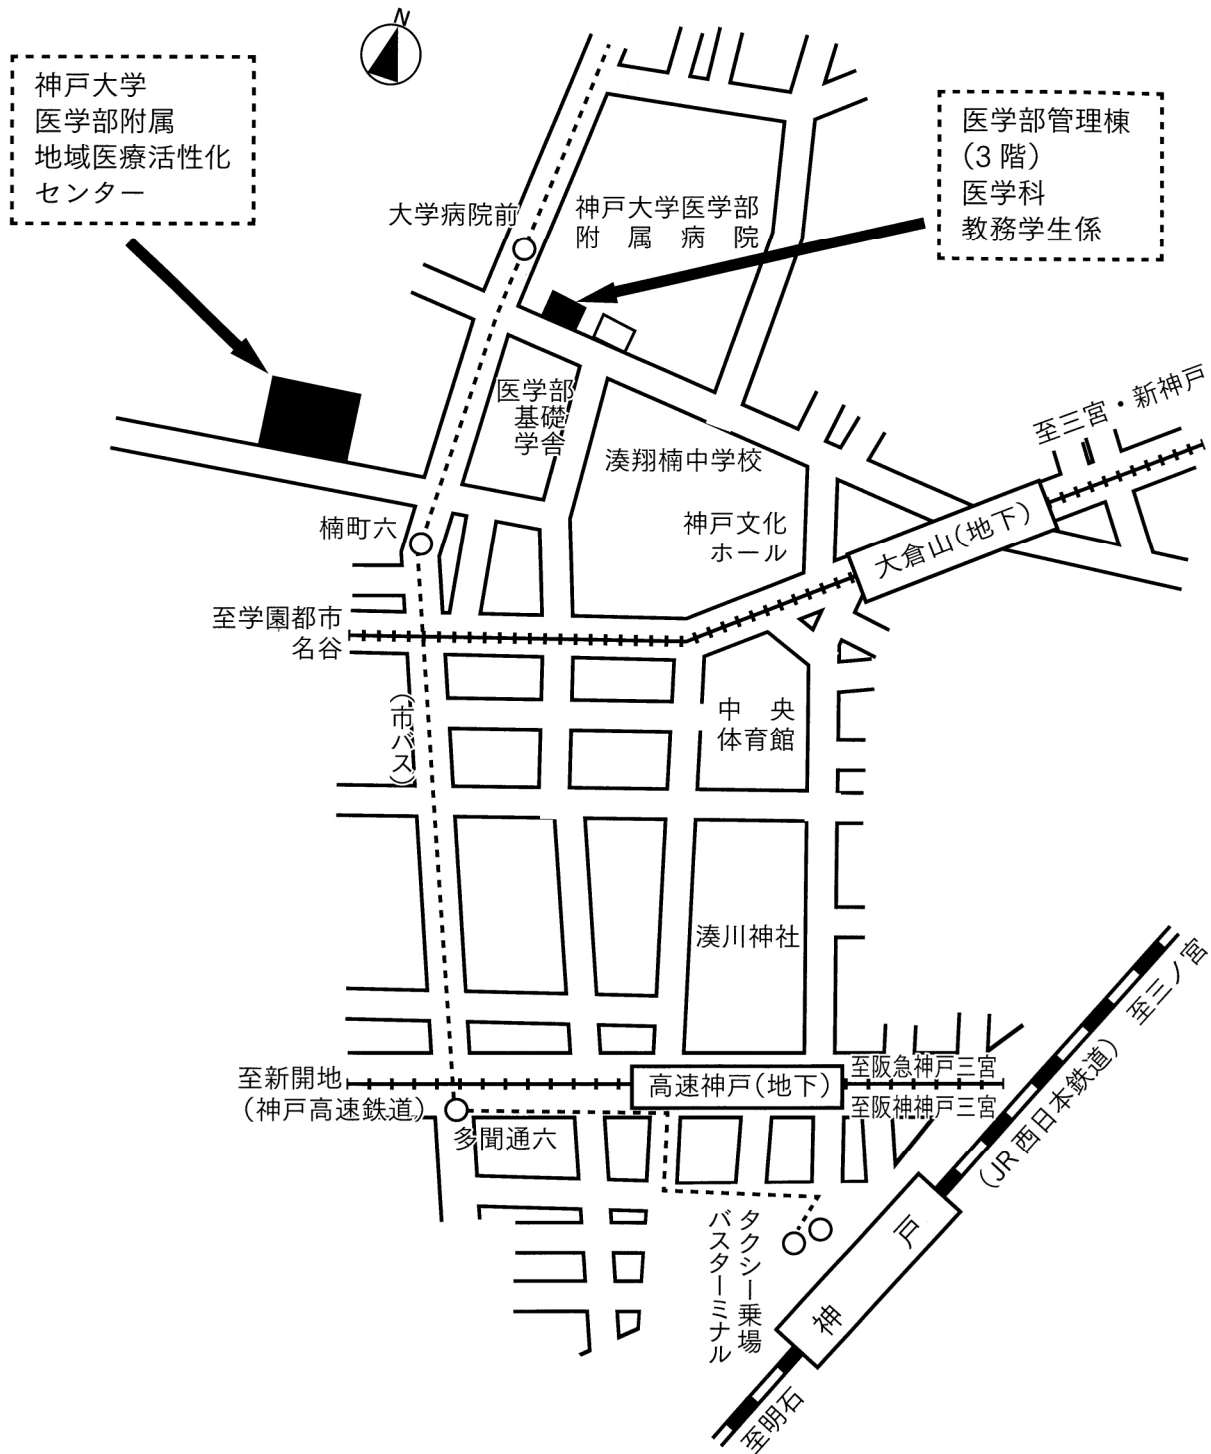 N
神戸大学
医学部附属
地域医療活性化
センター
医学部管理棟
（3 階）
医学科
教務学生係
大学病院前
神戸大学医学部
附属病院
医学部
基礎
学舎
至三宮・新神戸
湊翔楠中学校
楠町六
神戸文化
ホール
大倉山（地下）
至学園都市
名谷
（市バス）
中央
体育館
湊川神社
至三ノ宮
至新開地
（神戸高速鉄道）
高速神戸（地下）
至阪急神戸三宮
至阪神神戸三宮
（JR 西日本鉄道）
多聞通六
タクシー乗場
バスターミナル
神戸
至明石